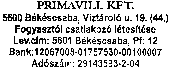 PRIMAVILL KFT.
5600 Békéscsaba, Víztároló u. 19. (44.)
Fogyasztói csatlakozó létesítése
Lev.cím: 5601 Békéscsaba, Pf: 12
Bank:12067008-01757530-00100007
Adószám: 29143533-2-04